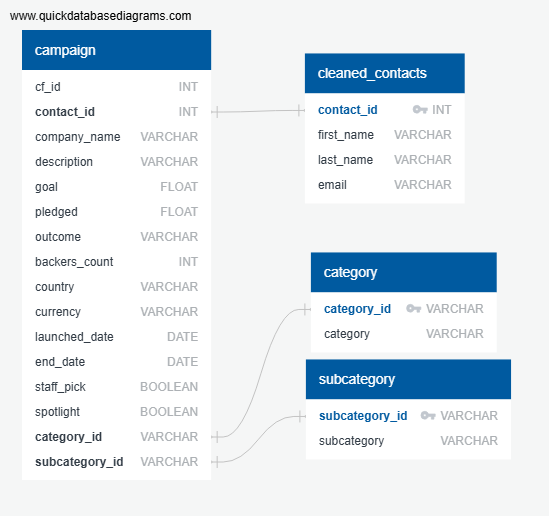 www.quickdatabasediagrams.com
campaign
cf_id INT
contact_id INT
company_name VARCHAR
description VARCHAR
goal FLOAT
pledged FLOAT
outcome VARCHAR
backers_count INT
country VARCHAR
currency VARCHAR
launched_date DATE
end_date DATE
staff_pick BOOLEAN
spotlight BOOLEAN
category_id VARCHAR
subcategory_id VARCHAR
cleaned_contacts
contact_id INT
first_name VARCHAR
last_name VARCHAR
email VARCHAR
category
category_id VARCHAR
category VARCHAR
subcategory
subcategory_id VARCHAR
subcategory VARCHAR